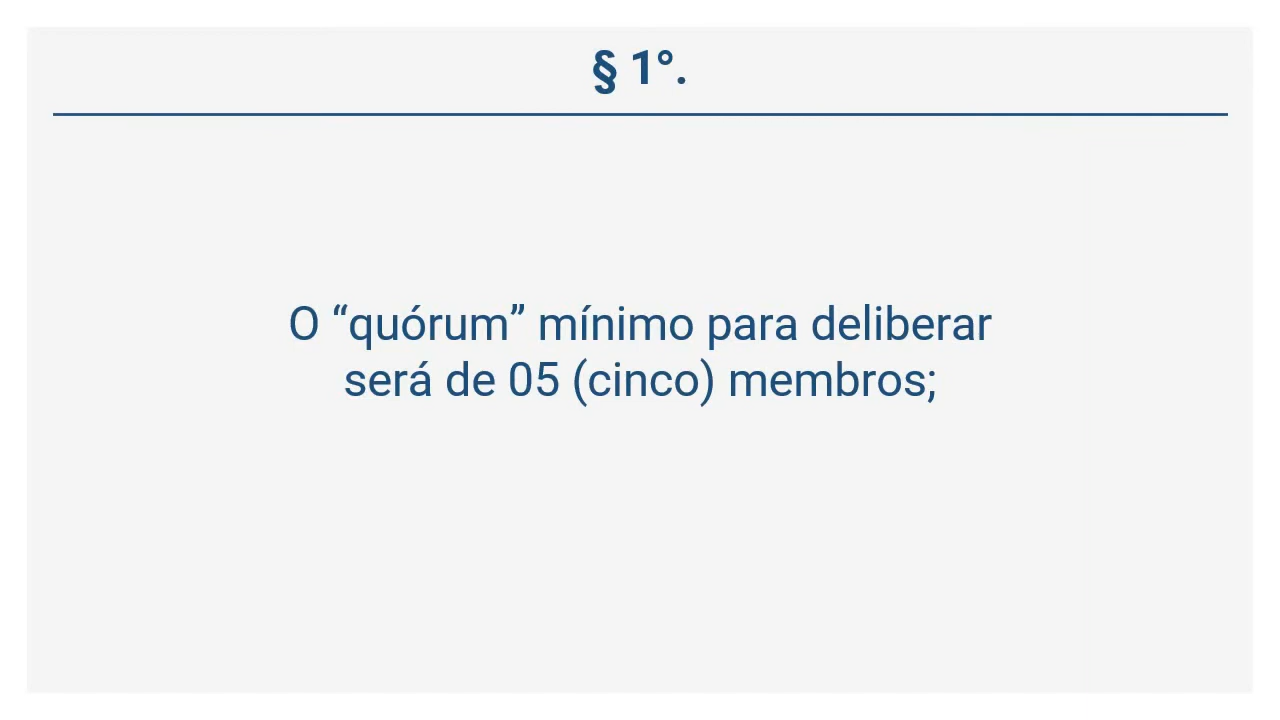 § 1°.
O “quórum” mínimo para deliberar
será de 05 (cinco) membros;